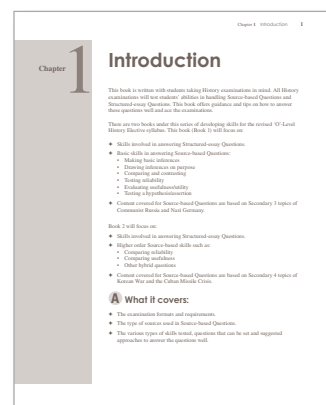 Chapter 1 Introduction 1
Chapter 1
Introduction
This book is written with students taking History examinations in mind. All History
examinations will test students' abilities in handling Source-based Questions and
Structured-essay Questions. This book offers guidance and tips on how to answer
these questions well and ace the examinations.
There are two books under this series of developing skills for the revised 'O'-Level
History Elective syllabus. This book (Book 1) will focus on:
✦ Skills involved in answering Structured-essay Questions
✦ Basic skills in answering Source-based Questions:
• Making basic inferences
• Drawing inferences on purpose
• Comparing and contrasting
• Testing reliability
• Evaluating usefulness/utility
• Testing a hypothesis/assertion
✦ Content covered for Source-based Questions are based on Secondary 3 topics of
Communist Russia and Nazi Germany.
Book 2 will focus on:
✦ Skills involved in answering Structured-essay Questions.
✦ Higher order Source-based skills such as:
• Comparing reliability
• Comparing usefulness
• Other hybrid questions
✦ Content covered for Source-based Questions are based on Secondary 4 topics of
Korean War and the Cuban Missile Crisis.
A What it covers:
✦ The examination formats and requirements.
✦ The type of sources used in Source-based Questions.
✦ The various types of skills tested, questions that can be set and suggested
approaches to answer the questions well.